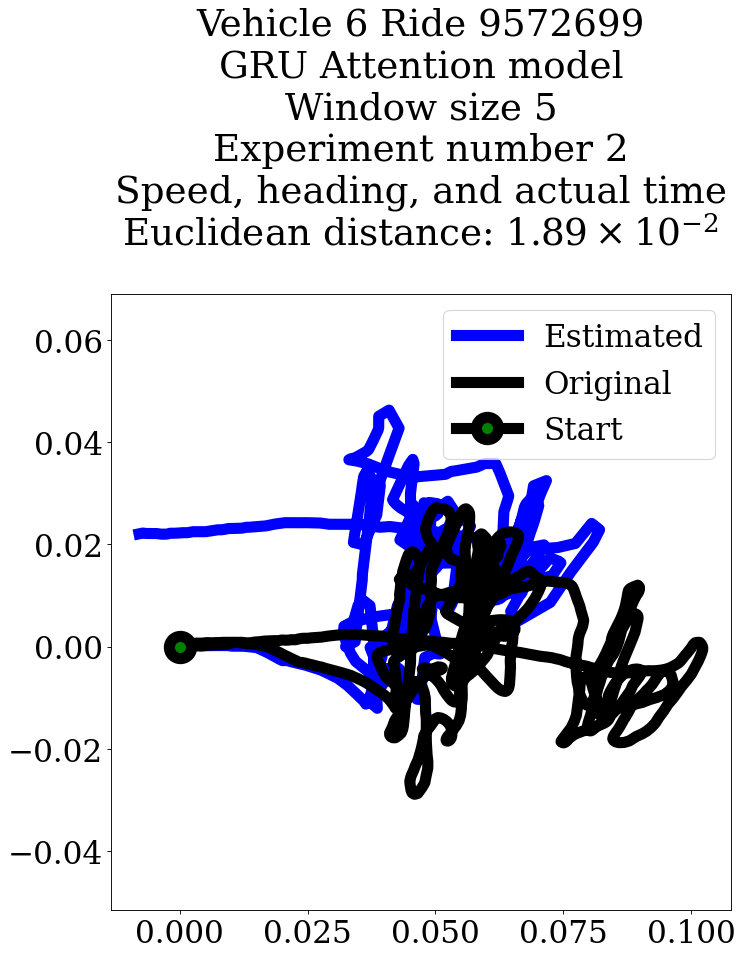 Vehicle 6 Ride 9572699
GRU Attention model
Window size 5
Experiment number 2
Speed, heading, and actual time
Euclidean distance: 1.89 × 10⁻²
Estimated
Original
Start
0.06
0.04
0.02
0.00
−0.02
−0.04
0.000 0.025 0.050 0.075 0.100